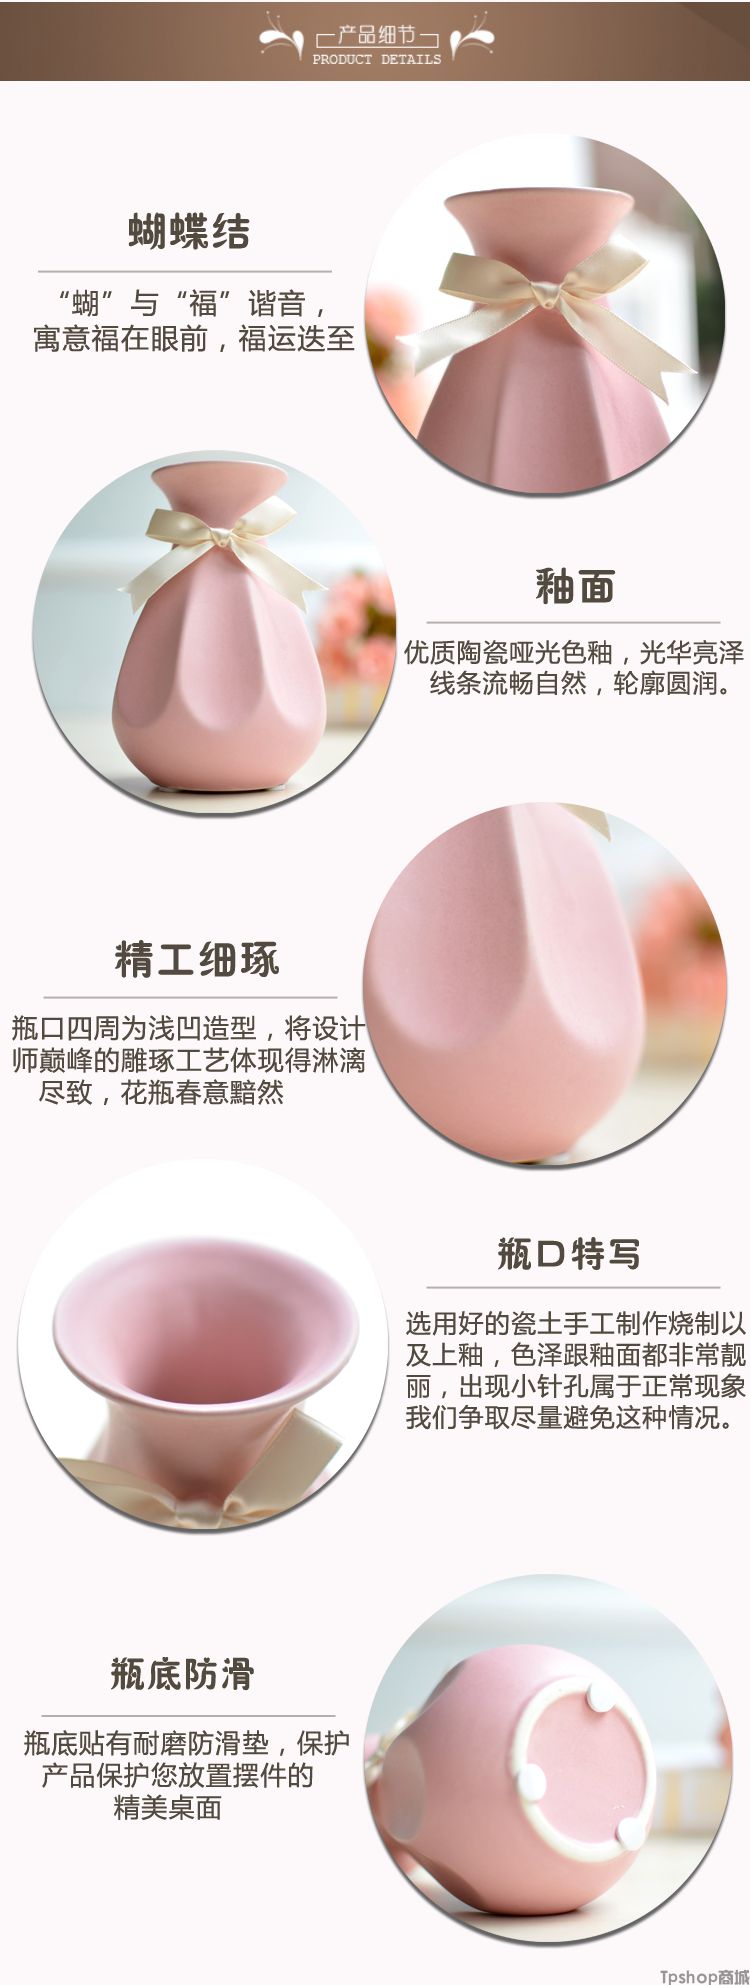 产品细节
PRODUCT DETAILS
蝴蝶结
“蝴”与“福”谐音，
寓意福在眼前，福运迭至
釉面
优质陶瓷哑光色釉，光华亮泽
线条流畅自然，轮廓圆润。
精工细琢
瓶口四周为浅凹造型，将设计
师巅峰的雕琢工艺体现得淋漓
尽致，花瓶春意黯然
瓶口特写
选用好的瓷土手工制作烧制以
及上釉，色泽跟釉面都非常靓
丽，出现小针孔属于正常现象
我们争取尽量避免这种情况。
瓶底防滑
瓶底贴有耐磨防滑垫，保护
产品保护您放置摆件的
精美桌面
Tpshop商城